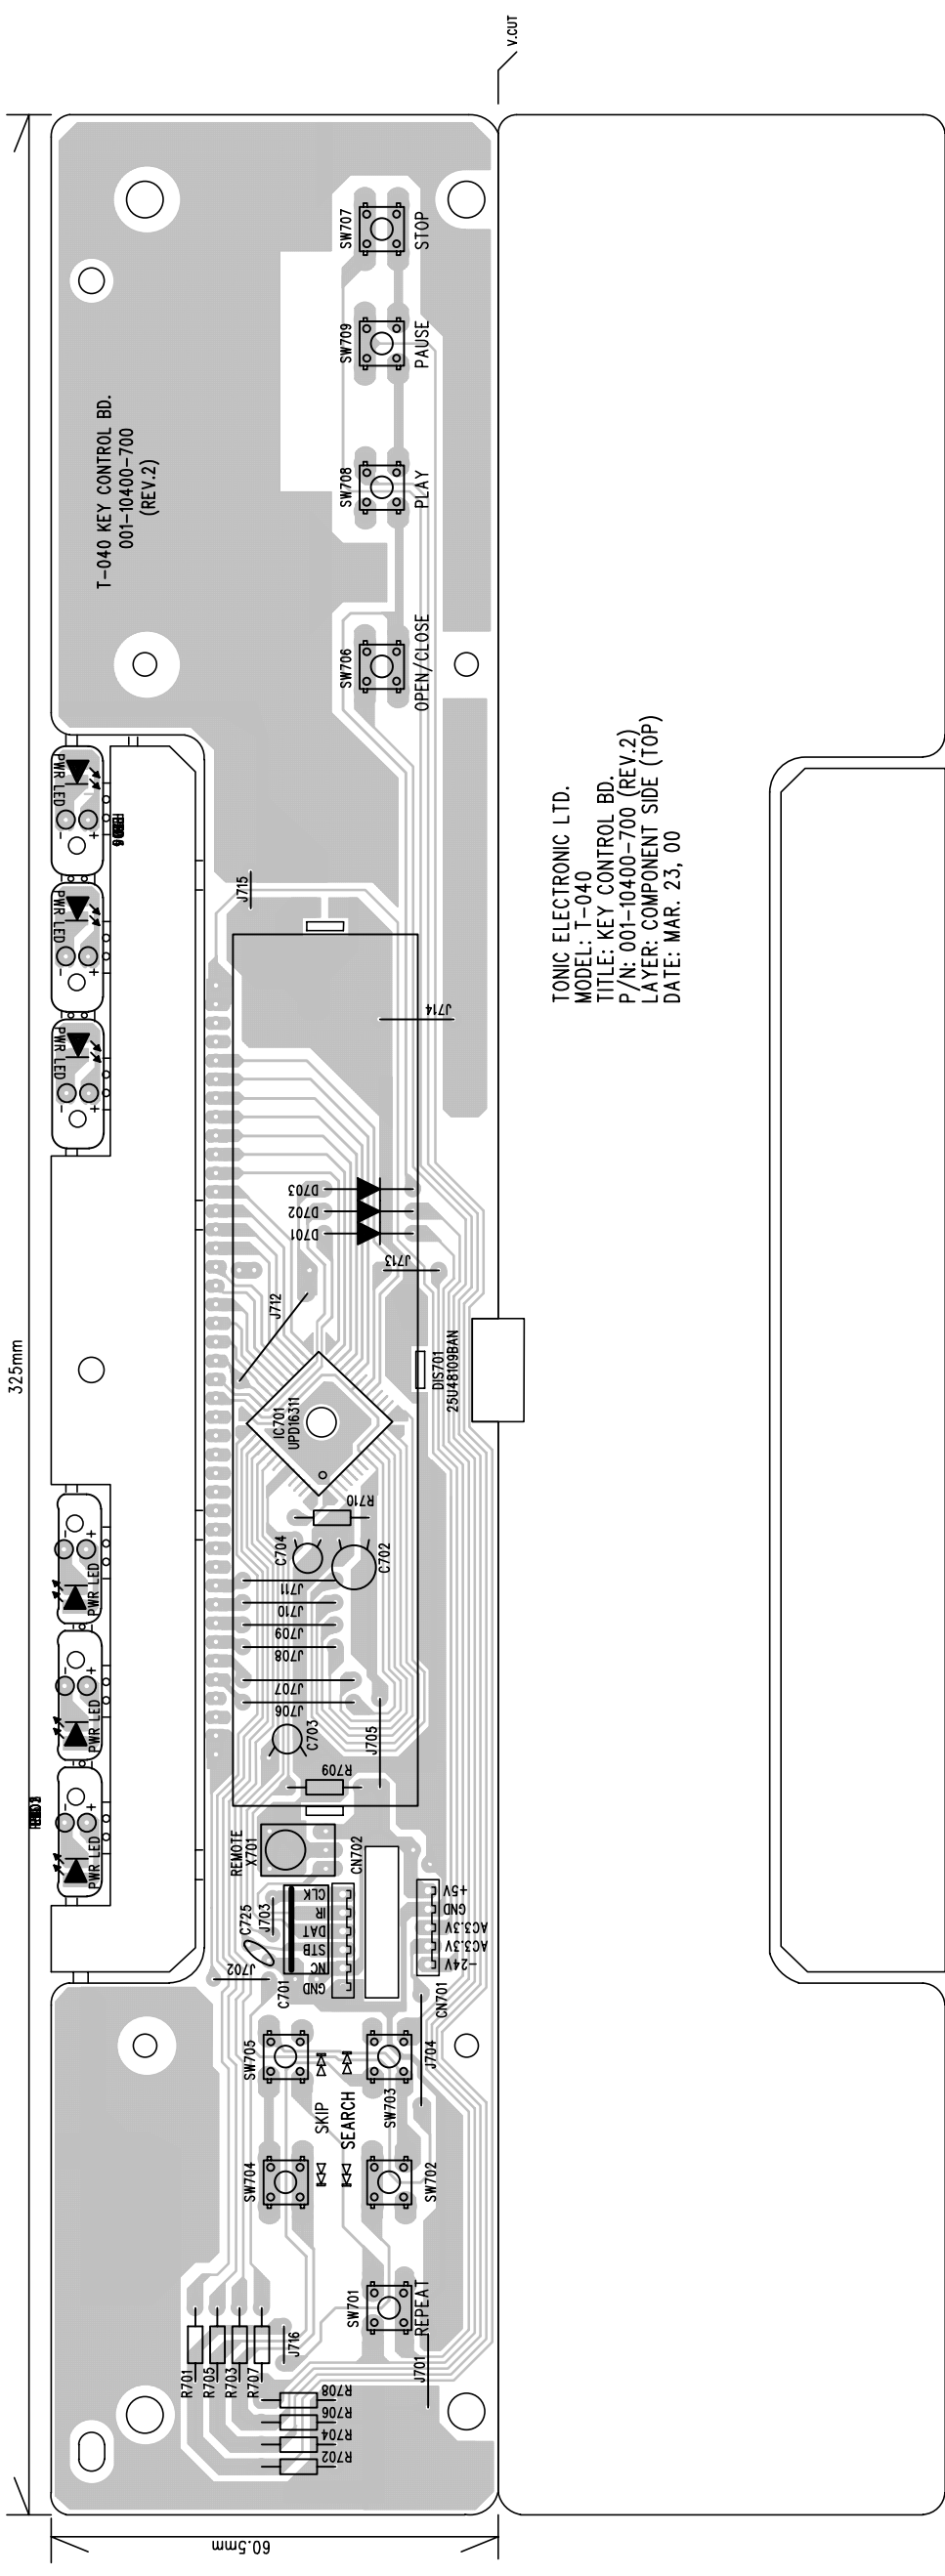 V.CUT
325mm
SW707
STOP
SW709
PAUSE
T-040 KEY CONTROL BD.
001-10400-700
(REV.2)
SW708
PLAY
SW706
OPEN/CLOSE
PWR LED
- +
PWR LED
- +
PWR LED
- +
J715
J714
TONIC ELECTRONIC LTD.
MODEL: T-040
TITLE: KEY CONTROL BD.
P/N: 001-10400-700 (REV.2)
LAYER: COMPONENT SIDE (TOP)
DATE: MAR. 23, 00
D703
D702
D701
J713
J712
DIS701
25U48109BAN
IC701
UPD16311
R710
C704
C702
J711
J710
J709
J708
J707
J706
C703
J705
R709
- +
PWR LED
- +
PWR LED
- +
PWR LED
REMOTE
X701
CN702
CLK
IR
DAT
STB
NC
GND
C725
J703
J702
C701
+5V
GND
AC3.3V
AC3.3V
-24V
CN701
SW705
J704
SW703
SKIP
SEARCH
SW704
SW702
SW701
REPEAT
J701
J716
R701
R705
R703
R707
R708
R706
R704
R702
60.5mm